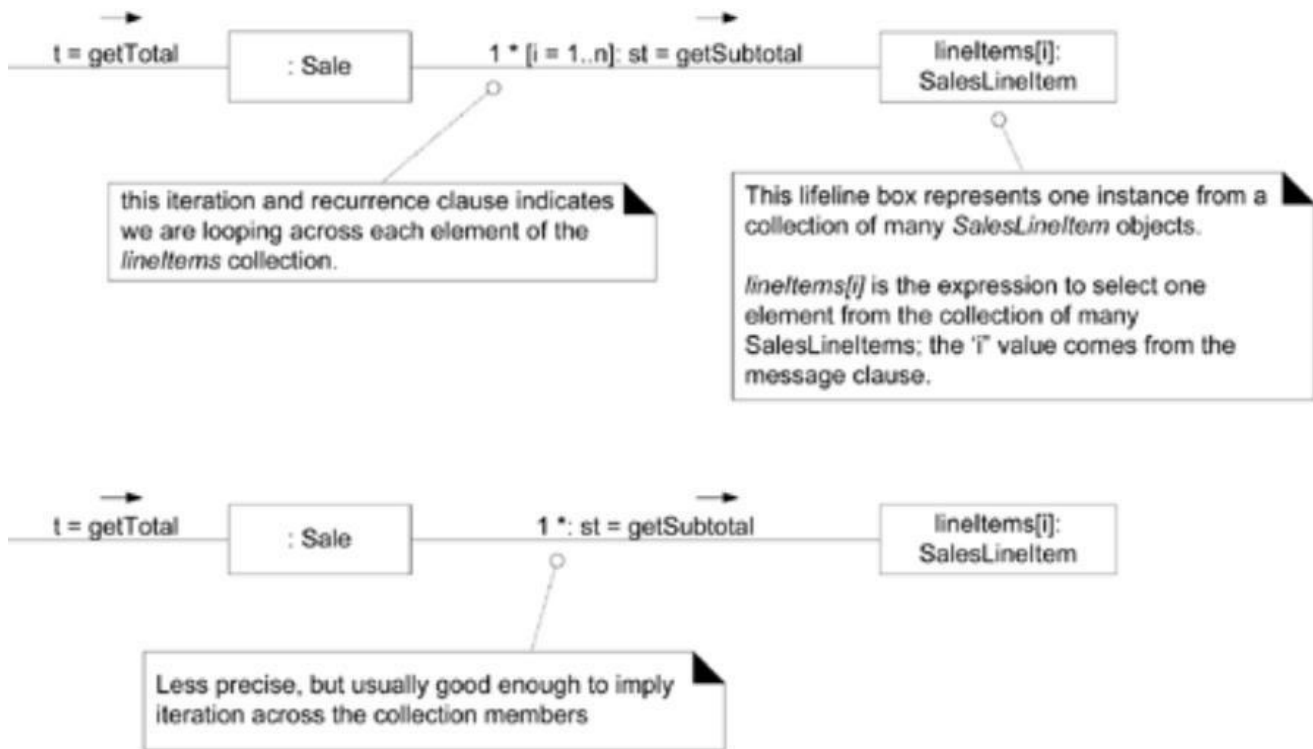 t = getTotal
: Sale
1 * [i = 1..n]: st = getSubtotal
lineItems[i]:
SalesLineItem
this iteration and recurrence clause indicates
we are looping across each element of the
lineItems collection.
This lifeline box represents one instance from a
collection of many SalesLineItem objects.
lineItems[i] is the expression to select one
element from the collection of many
SalesLineItems; the ‘i” value comes from the
message clause.
t = getTotal
: Sale
1 *: st = getSubtotal
lineItems[i]:
SalesLineItem
Less precise, but usually good enough to imply
iteration across the collection members